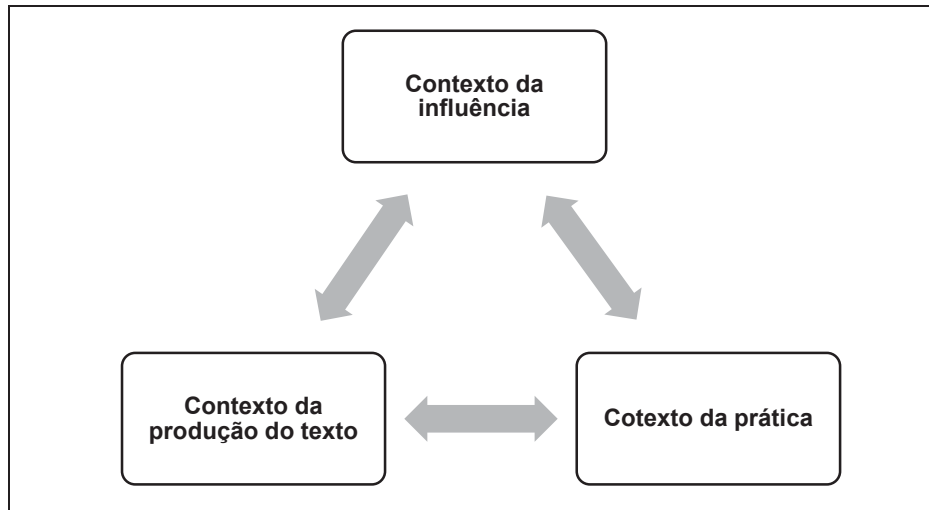 Contexto da
influência
Contexto da
produção do texto
Cotexto da prática